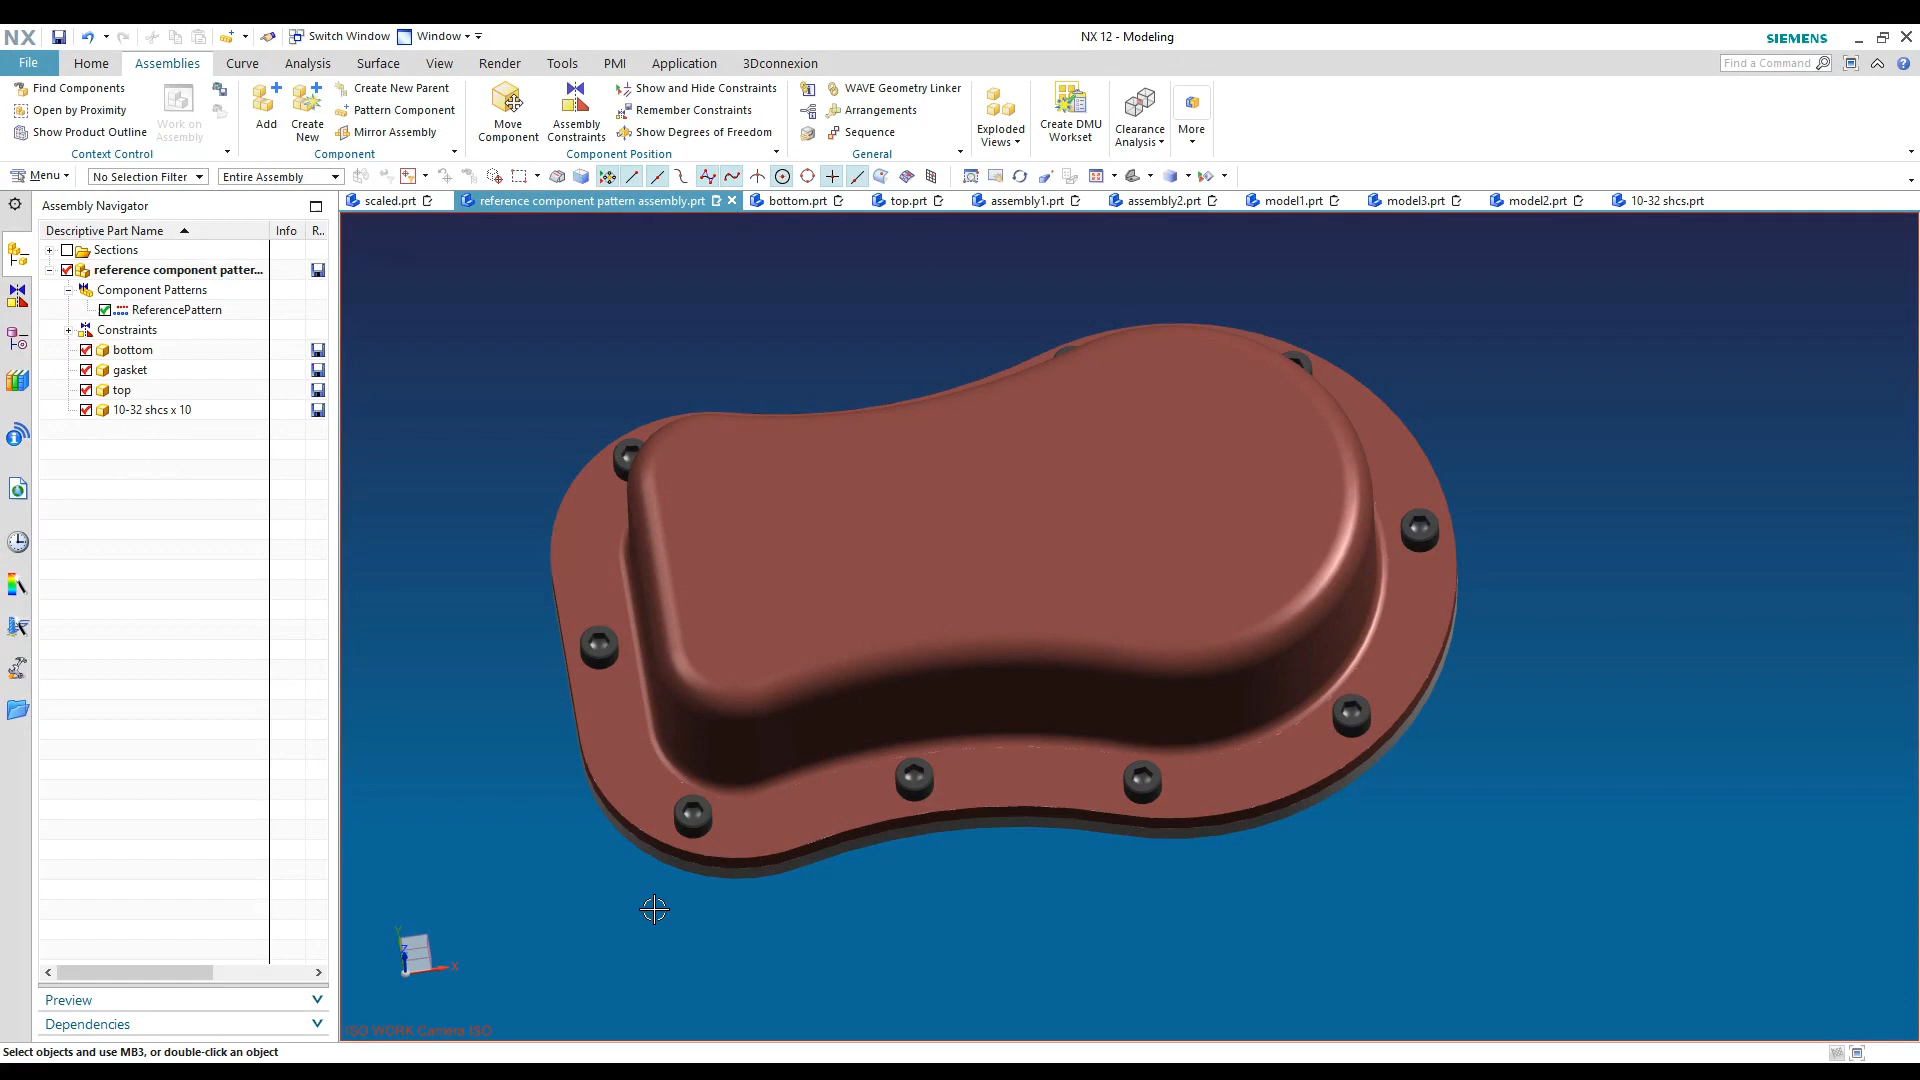 NX Switch Window Window NX 12 - Modeling SIEMENS
File Home Assemblies Curve Analysis Surface View Render Tools PMI Application 3Dconnexion Find a Command
Find Components
Open by Proximity
Show Product Outline
Work on
Assembly
Context Control
Add
Create
New
Create New Parent
Pattern Component
Mirror Assembly
Component
Move
Component
Assembly
Constraints
Show and Hide Constraints
Remember Constraints
Show Degrees of Freedom
Component Position
WAVE Geometry Linker
Arrangements
Sequence
General
Exploded
Views
Create DMU
Workset
Clearance
Analysis
More
Menu No Selection Filter Entire Assembly
scaled.prt reference component pattern assembly.prt bottom.prt top.prt assembly1.prt assembly2.prt model1.prt model3.prt model2.prt 10-32 shcs.prt
Assembly Navigator
Descriptive Part Name Info R..
Sections
reference component patter...
Component Patterns
ReferencePattern
Constraints
bottom
gasket
top
10-32 shcs x 10
Preview
Dependencies
Y
Z
X
ISO WORK Camera ISO
Select objects and use MB3, or double-click an object